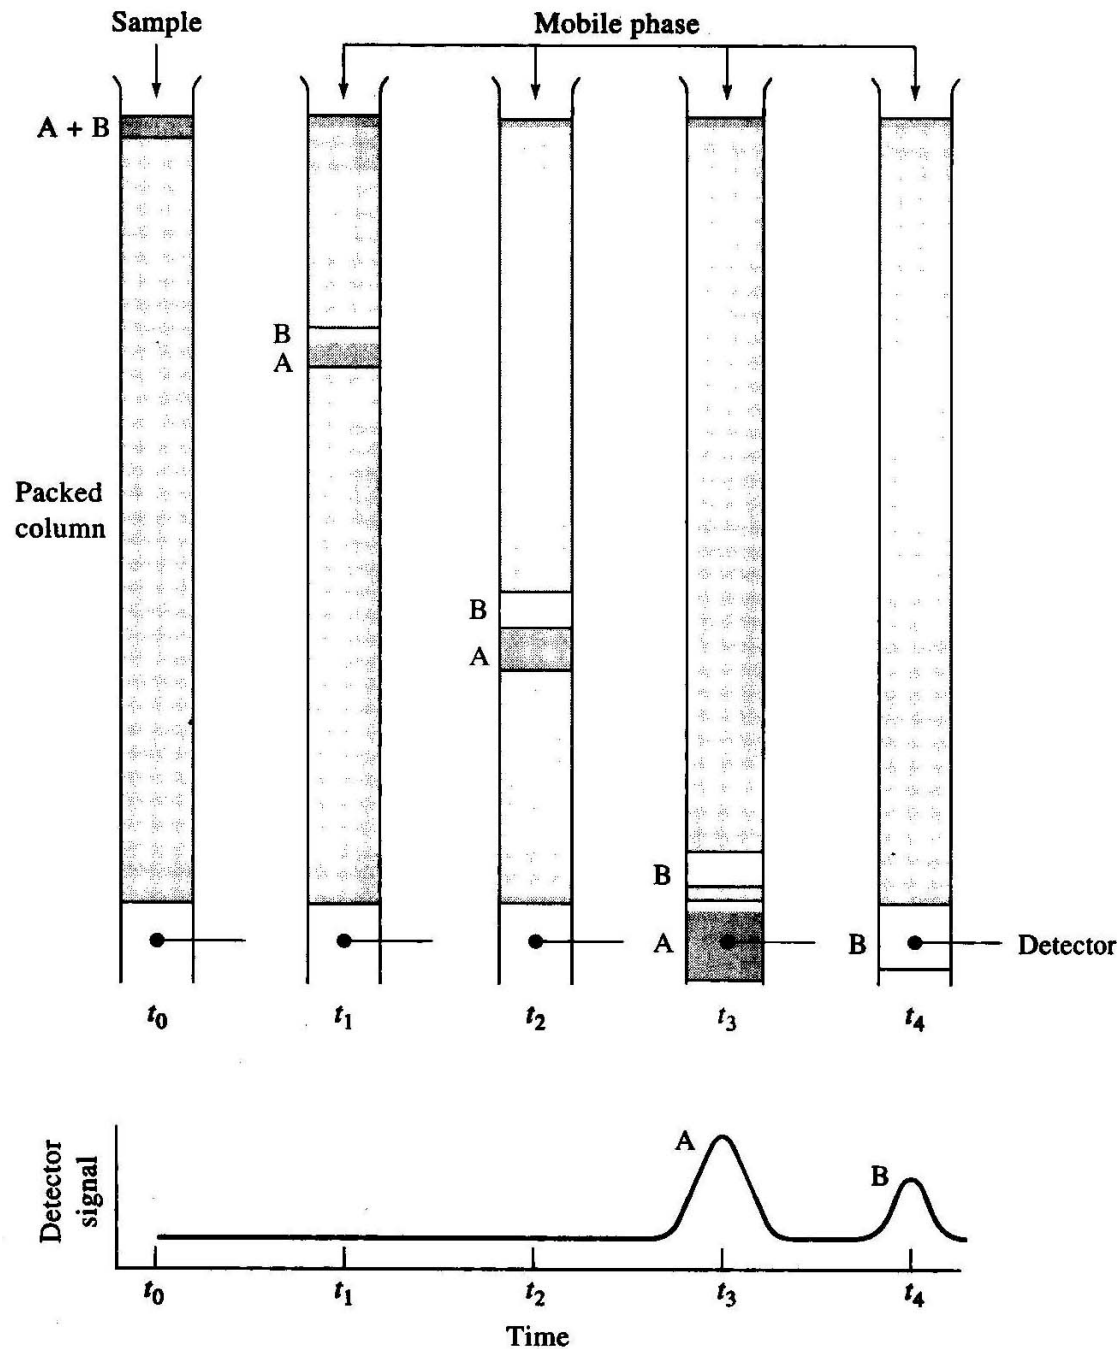 Sample
Mobile phase
A + B
B
A
Packed
column
B
A
B
A
B
Detector
t0
t1
t2
t3
t4
Detector
signal
A
B
t0
t1
t2
t3
t4
Time